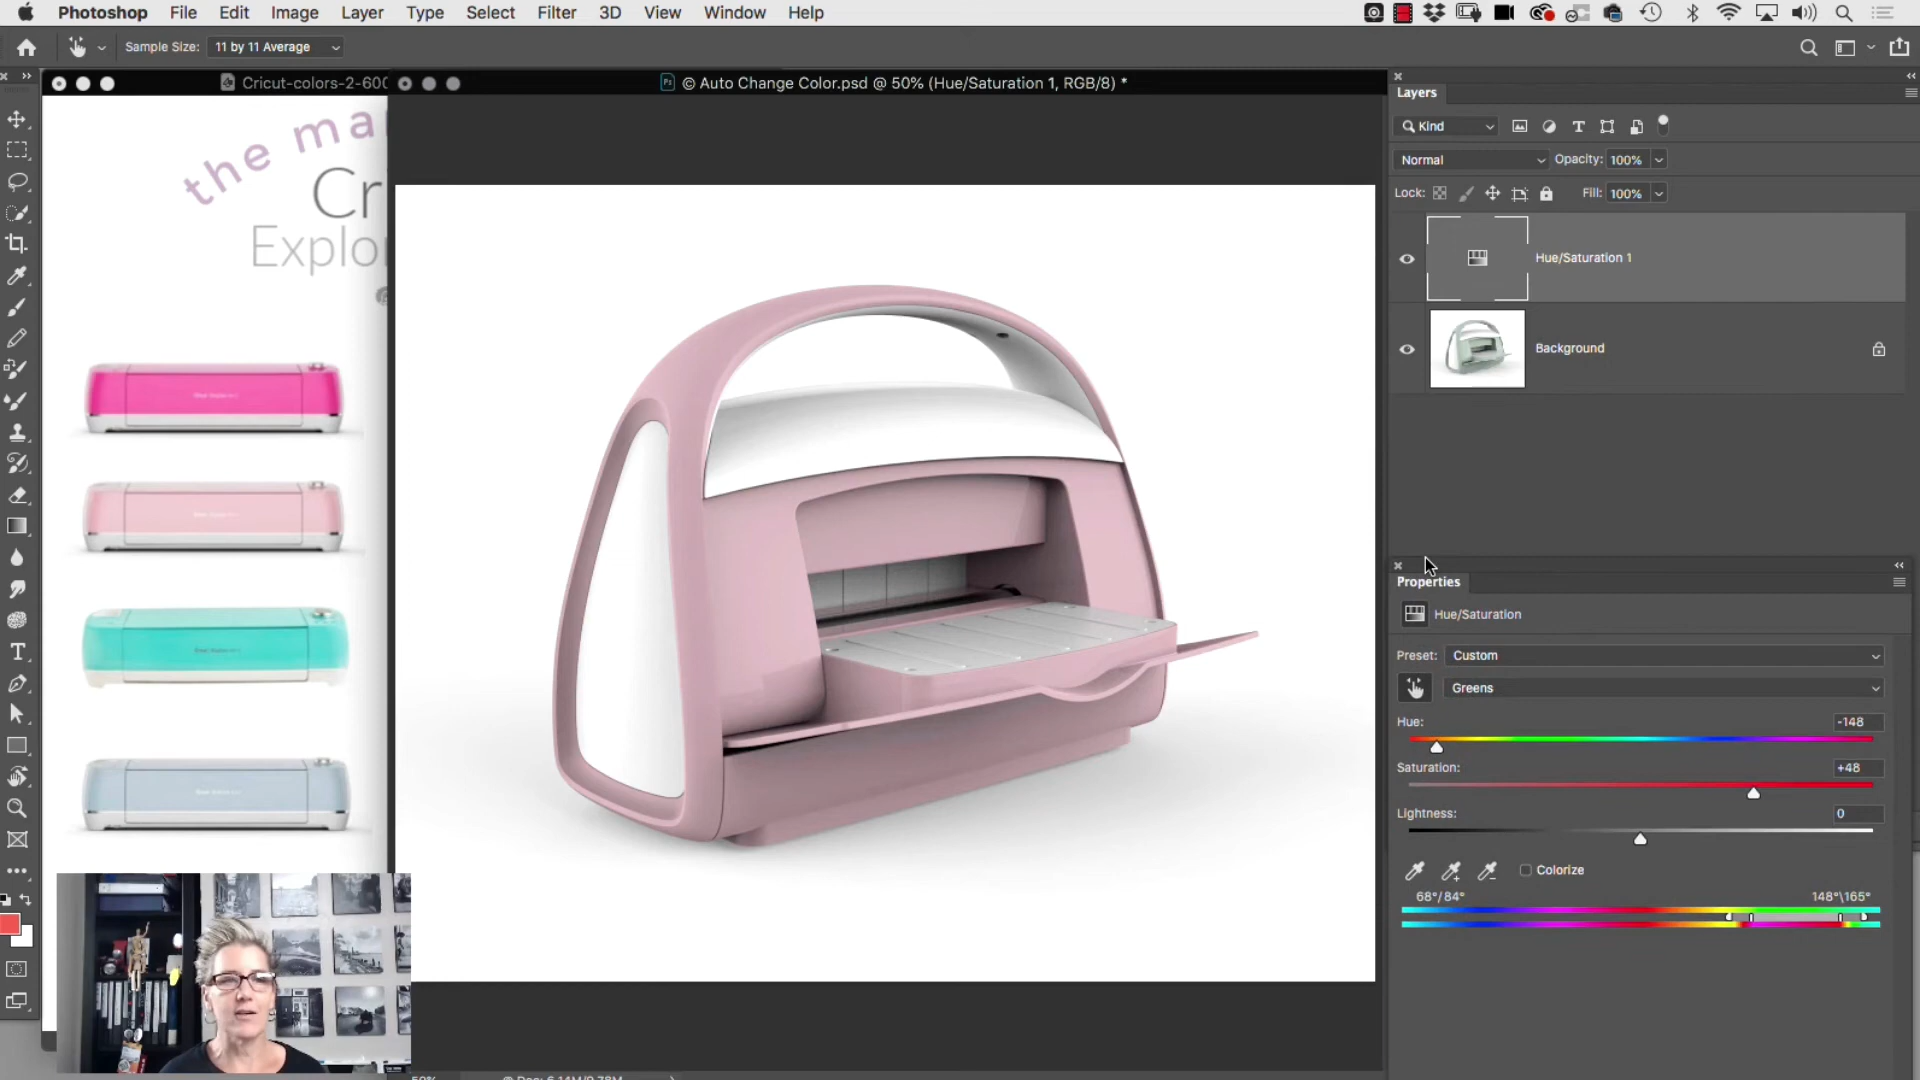 Photoshop File Edit Image Layer Type Select Filter 3D View Window Help
Sample Size: 11 by 11 Average
Cricut-colors-2-600
© Auto Change Color.psd @ 50% (Hue/Saturation 1, RGB/8) *
the ma
Cr
Explor
Layers
Kind
Normal Opacity: 100%
Lock: Fill: 100%
Hue/Saturation 1
Background
Properties
Hue/Saturation
Preset: Custom
Greens
Hue: -148
Saturation: +48
Lightness: 0
Colorize
68°/84° 148°\165°